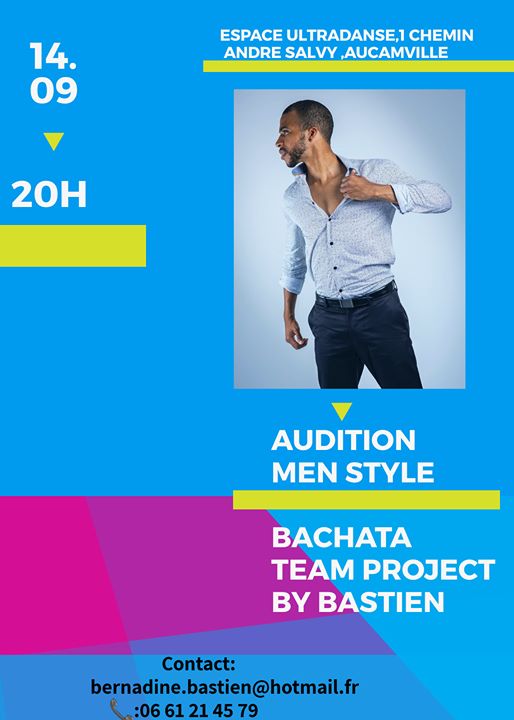 ESPACE ULTRADANSE,1 CHEMIN
ANDRE SALVY ,AUCAMVILLE
14.
09
20H
AUDITION
MEN STYLE
BACHATA
TEAM PROJECT
BY BASTIEN
Contact:
bernadine.bastien@hotmail.fr
📞:06 61 21 45 79